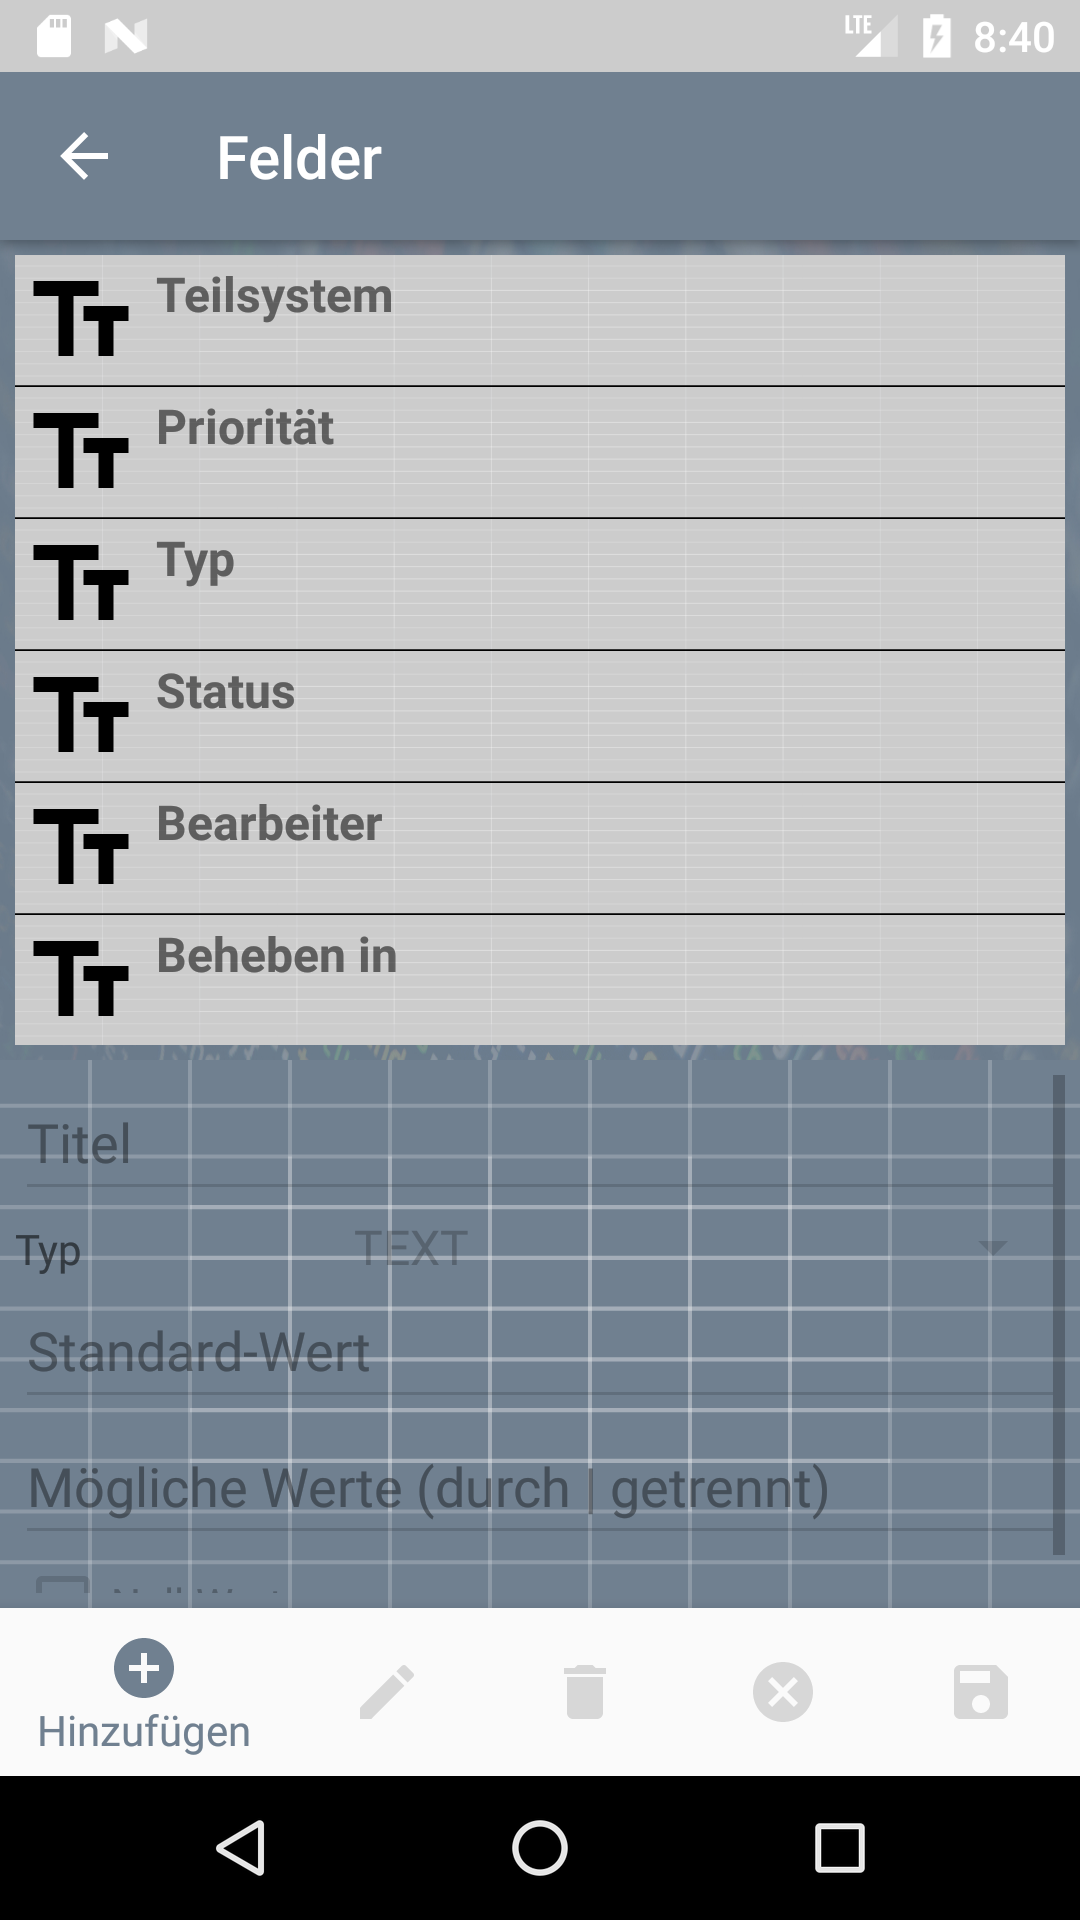 LTE 8:40
Felder
Teilsystem
Priorität
Typ
Status
Bearbeiter
Beheben in
Titel
Typ TEXT
Standard-Wert
Mögliche Werte (durch | getrennt)
Hinzufügen